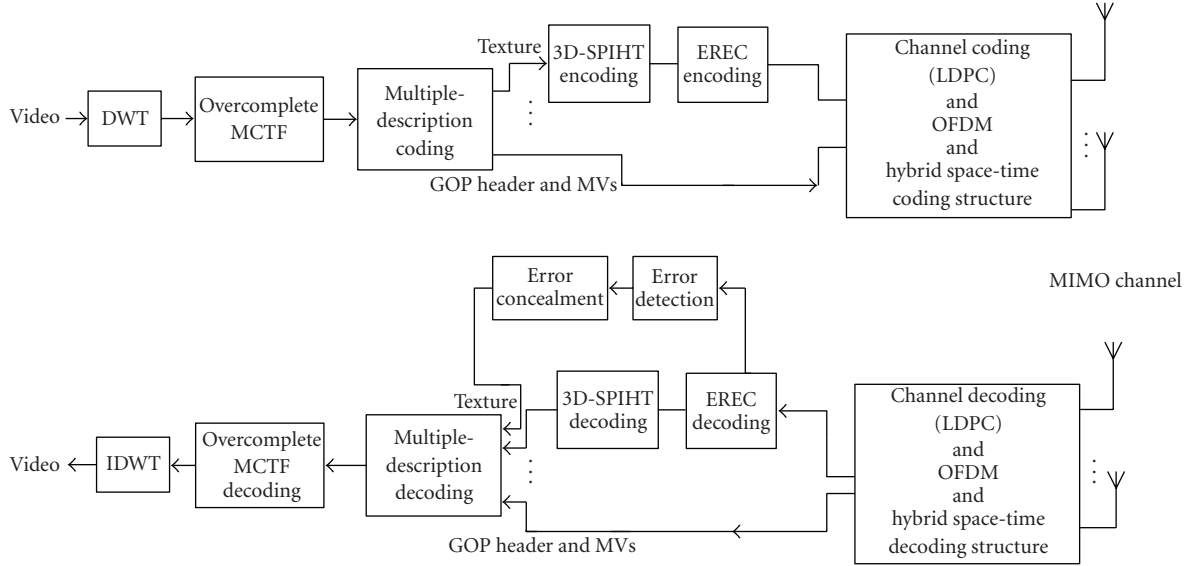 Video
DWT
Overcomplete
MCTF
Multiple-
description
coding
Texture
3D-SPIHT
encoding
EREC
encoding
GOP header and MVs
Channel coding
(LDPC)
and
OFDM
and
hybrid space-time
coding structure
MIMO channel
Error
concealment
Error
detection
Video
IDWT
Overcomplete
MCTF
decoding
Multiple-
description
decoding
Texture
3D-SPIHT
decoding
EREC
decoding
GOP header and MVs
Channel decoding
(LDPC)
and
OFDM
and
hybrid space-time
decoding structure